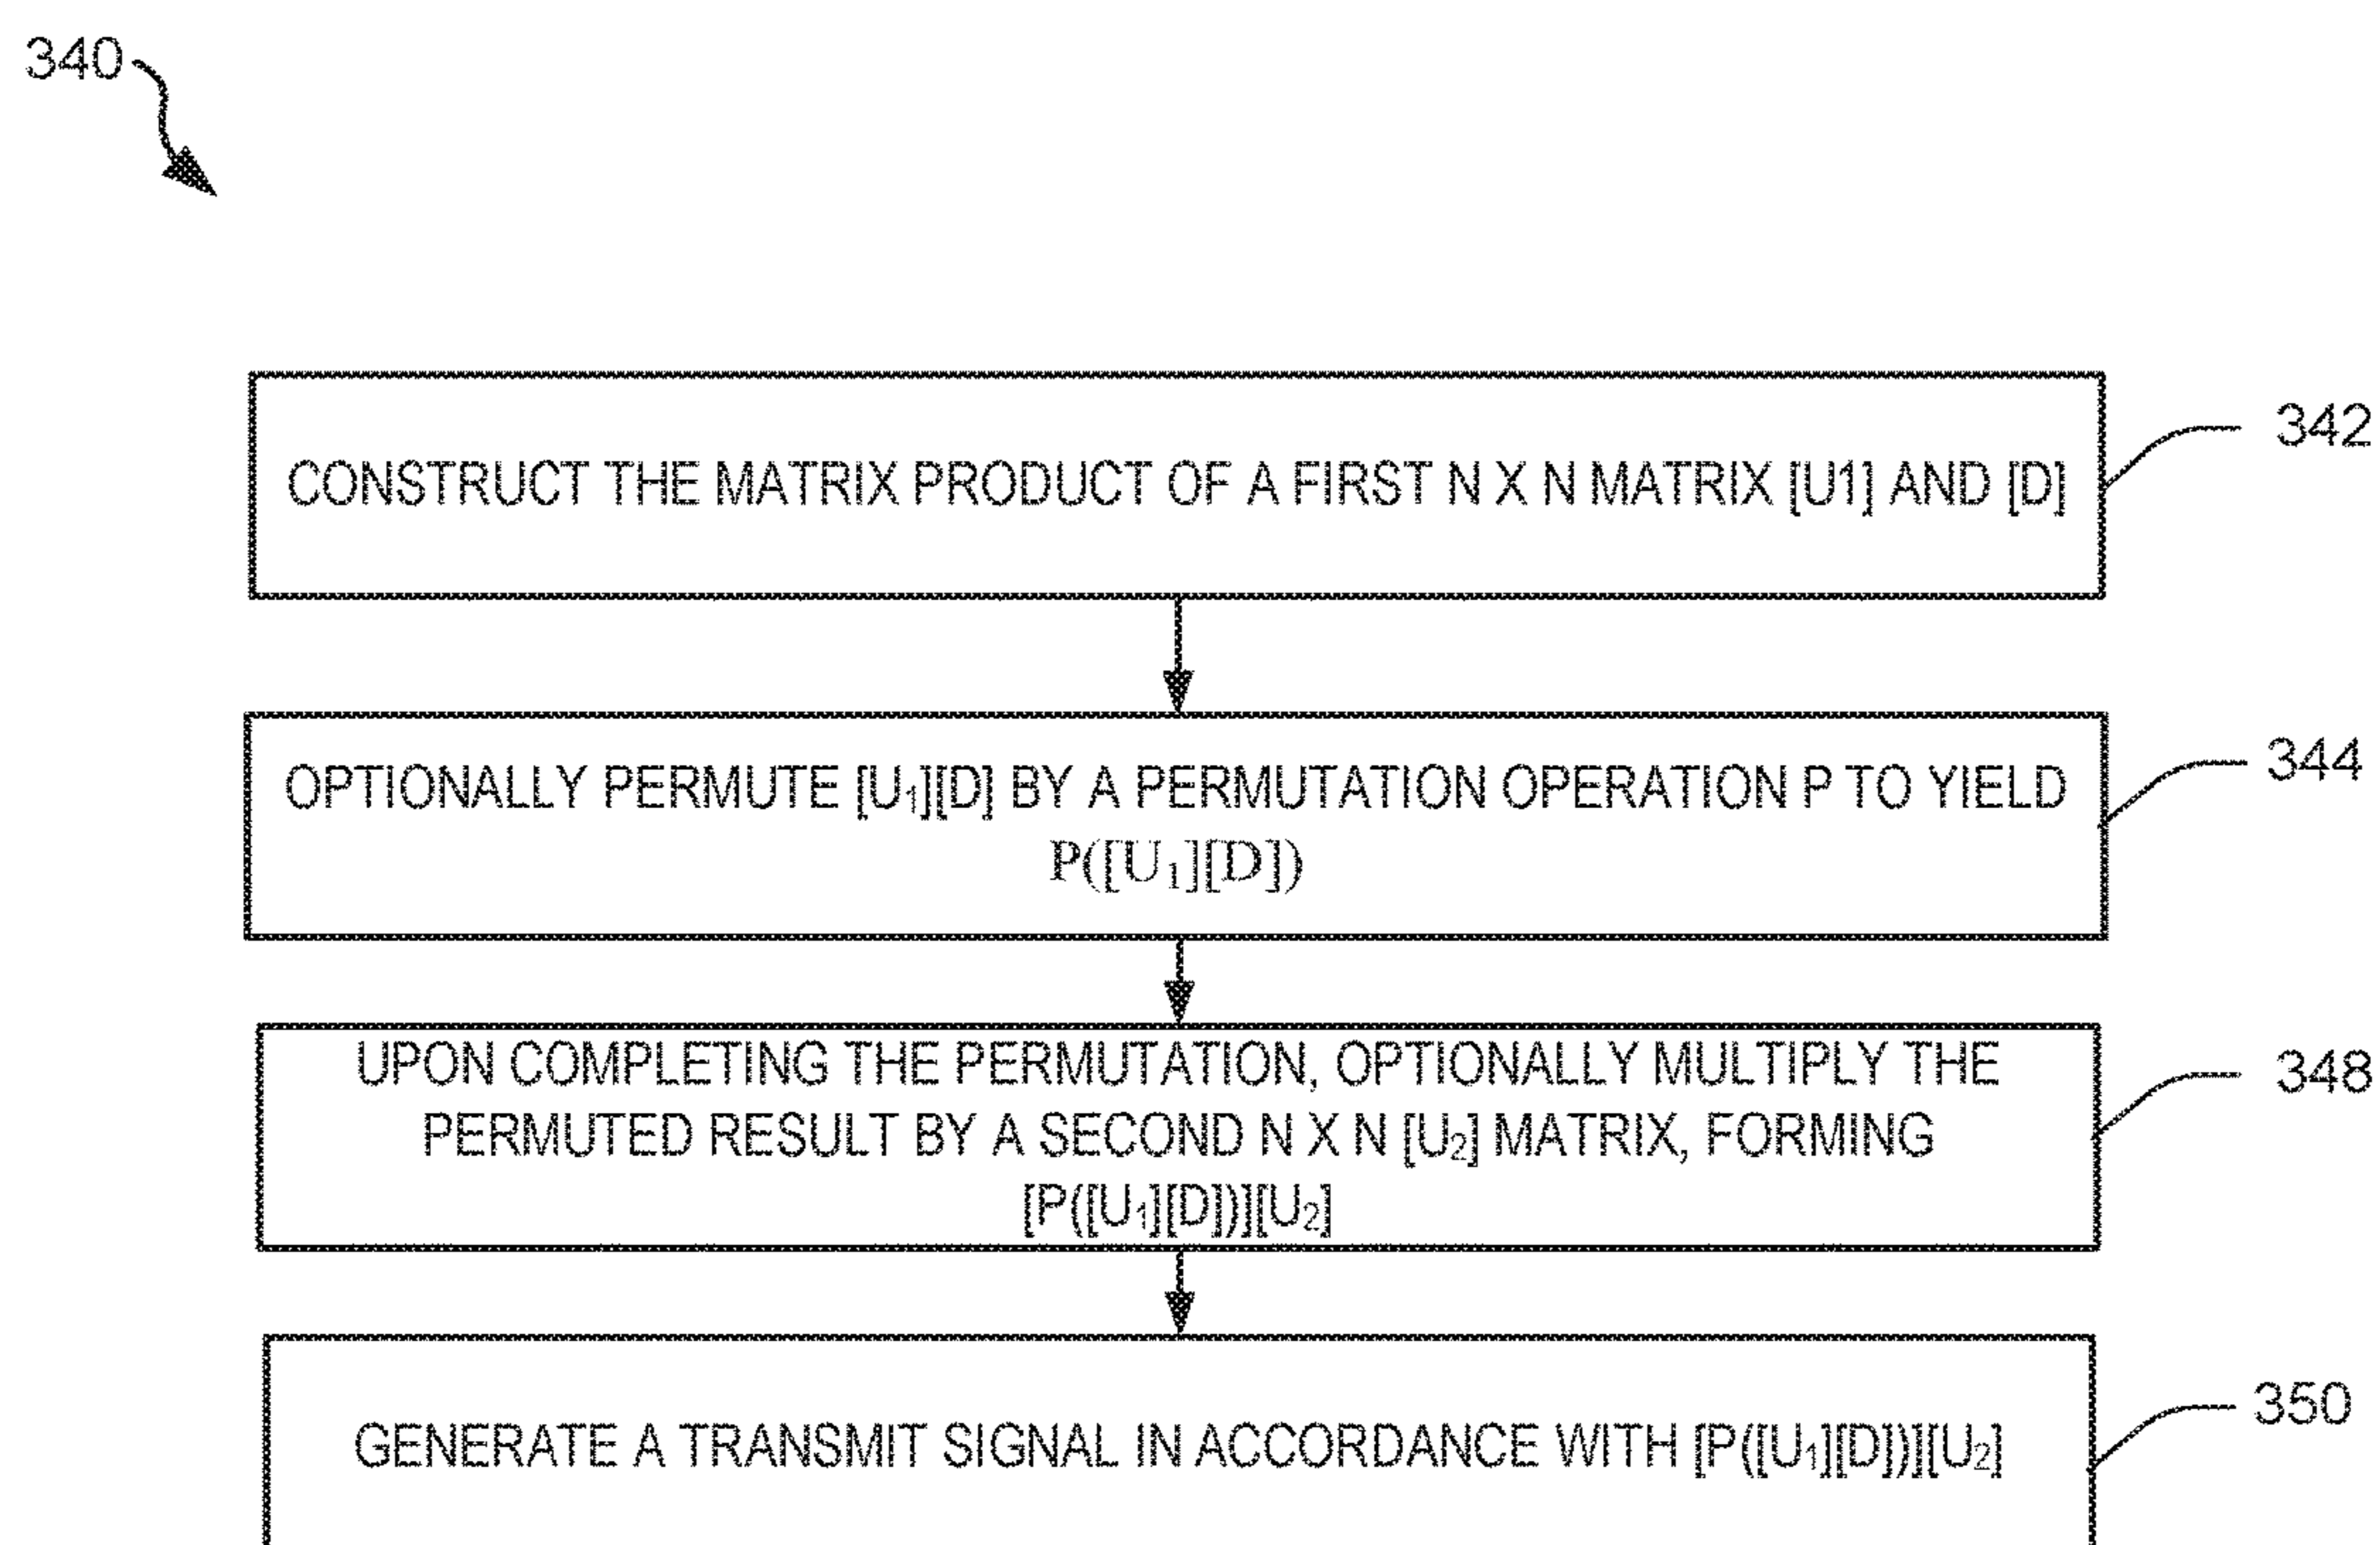 340
CONSTRUCT THE MATRIX PRODUCT OF A FIRST N X N MATRIX [U1] AND [D]
342
OPTIONALLY PERMUTE [U₁][D] BY A PERMUTATION OPERATION P TO YIELD
P([U₁][D])
344
UPON COMPLETING THE PERMUTATION, OPTIONALLY MULTIPLY THE
PERMUTED RESULT BY A SECOND N X N [U₂] MATRIX, FORMING
[P([U₁][D])][U₂]
348
GENERATE A TRANSMIT SIGNAL IN ACCORDANCE WITH [P([U₁][D])][U₂]
350